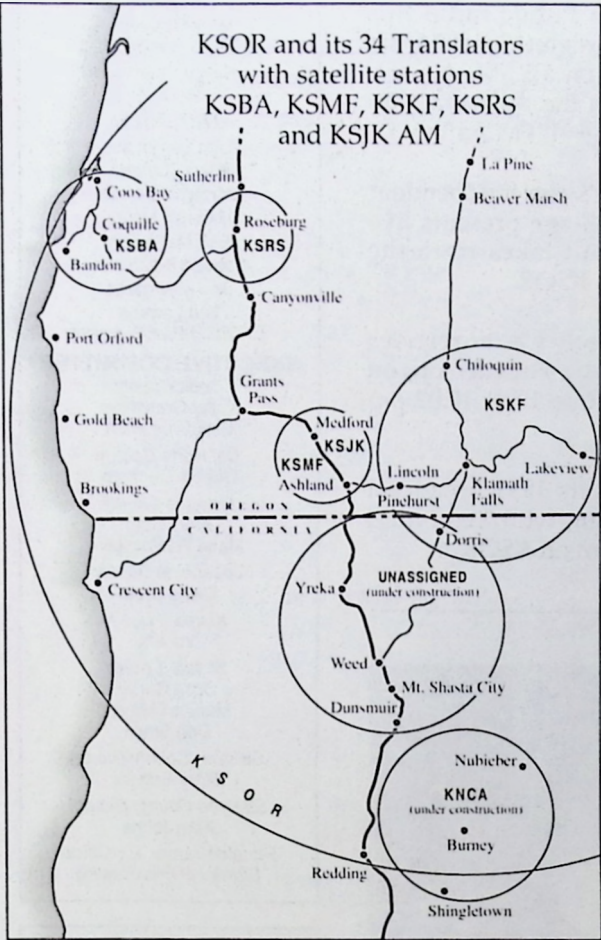 KSOR and its 34 Translators
with satellite stations
KSBA, KSMF, KSKF, KSRS
and KSJK AM
La Pine
Sutherlin
Beaver Marsh
Coos Bay
Coquille
KSBA
Bandon
Roseburg
KSRS
Canyonville
Port Orford
Chiloquin
Grants
Pass
KSKF
Gold Beach
Medford
KSJK
KSMF
Ashland
Lincoln
Pinehurst
Klamath
Falls
Lakeview
Brookings
OREGON
CALIFORNIA
Dorris
Crescent City
Yreka
UNASSIGNED
(under construction)
Weed
Mt. Shasta City
Dunsmuir
KSOR
Nubieber
KNCA
(under construction)
Burney
Redding
Shingletown